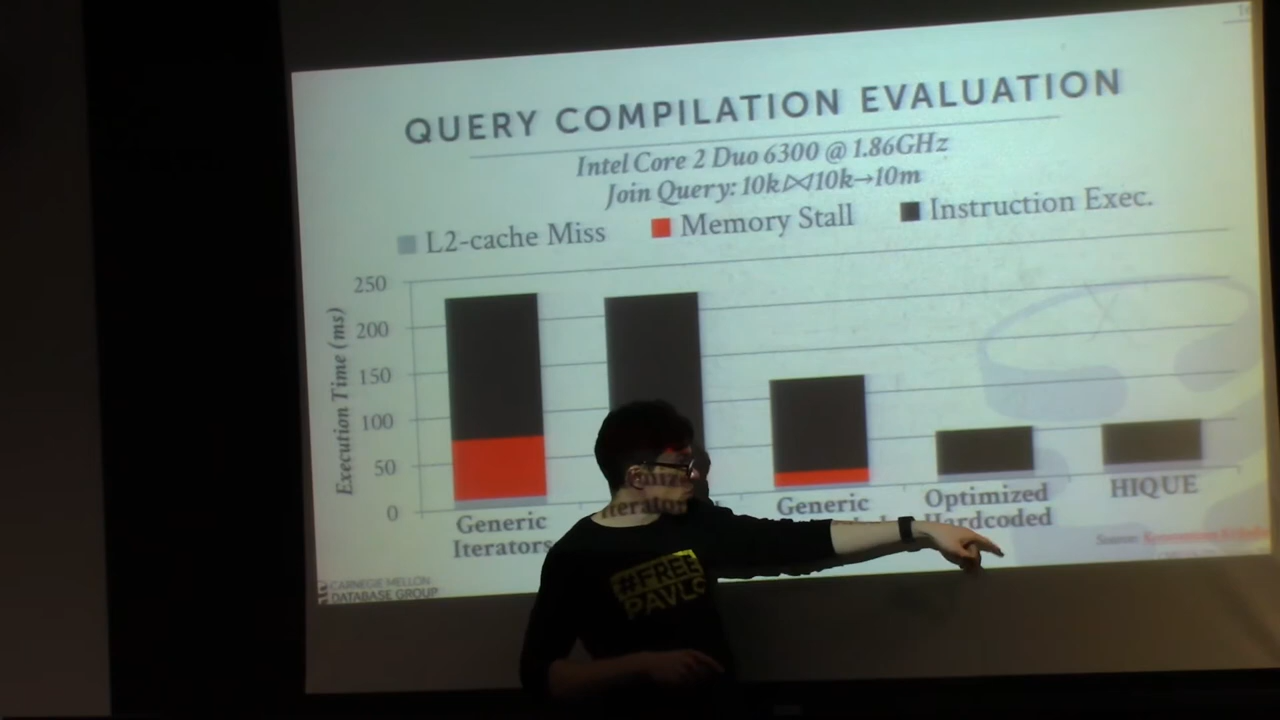 QUERY COMPILATION EVALUATION
Intel Core 2 Duo 6300 @ 1.86GHz
Join Query: 10k⋈10k→10m
L2-cache Miss Memory Stall Instruction Exec.
Execution Time (ms)
250
200
150
100
50
0
Generic Iterators
Generic
Optimized Hardcoded
HIQUE
Source:
CARNEGIE MELLON
DATABASE GROUP
#FREE
PAVLO